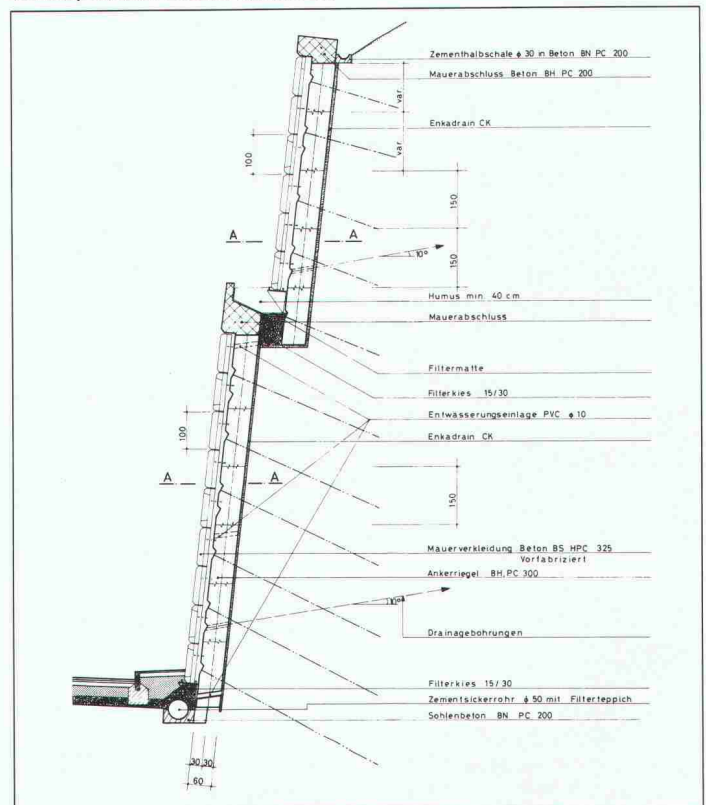 Zementhalbschale ϕ 30 in Beton BN PC 200
Mauerabschluss Beton BH PC 200
var.
Enkadrain CK
var.
100
150
A A
150
10°
Humus min. 40 cm
Mauerabschluss
Filtermatte
Filterkies 15/30
Entwässerungseinlage PVC ϕ 10
100
Enkadrain CK
A A
150
Mauerverkleidung Beton BS HPC 325
Vorfabriziert
Ankerriegel BH, PC 300
10°
Drainagebohrungen
Filterkies 15/30
Zementsickerrohr ϕ 50 mit Filterteppich
Sohlenbeton BN PC 200
30 30
60